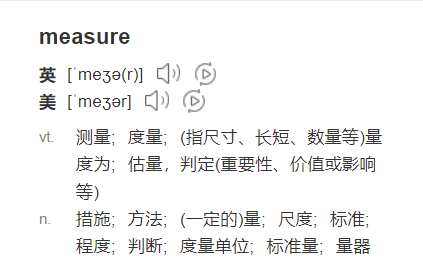 measure
英 [ˈmeʒə(r)]
美 [ˈmeʒər]
vt. 测量；度量；(指尺寸、长短、数量等)量
度为；估量，判定(重要性、价值或影响
等)
n. 措施；方法；(一定的)量；尺度；标准；
程度；判断；度量单位；标准量；量器